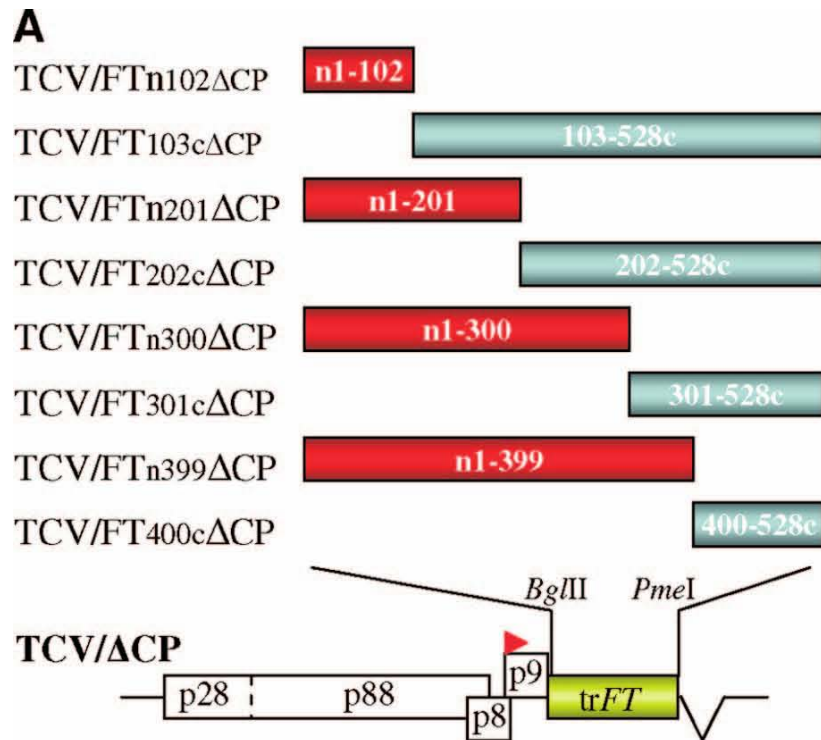 A
TCV/FTn102ΔCP n1-102
TCV/FT103cΔCP 103-528c
TCV/FTn201ΔCP n1-201
TCV/FT202cΔCP 202-528c
TCV/FTn300ΔCP n1-300
TCV/FT301cΔCP 301-528c
TCV/FTn399ΔCP n1-399
TCV/FT400cΔCP 400-528c
BglII PmeI
TCV/ΔCP
p28 p88 p8 p9 trFT